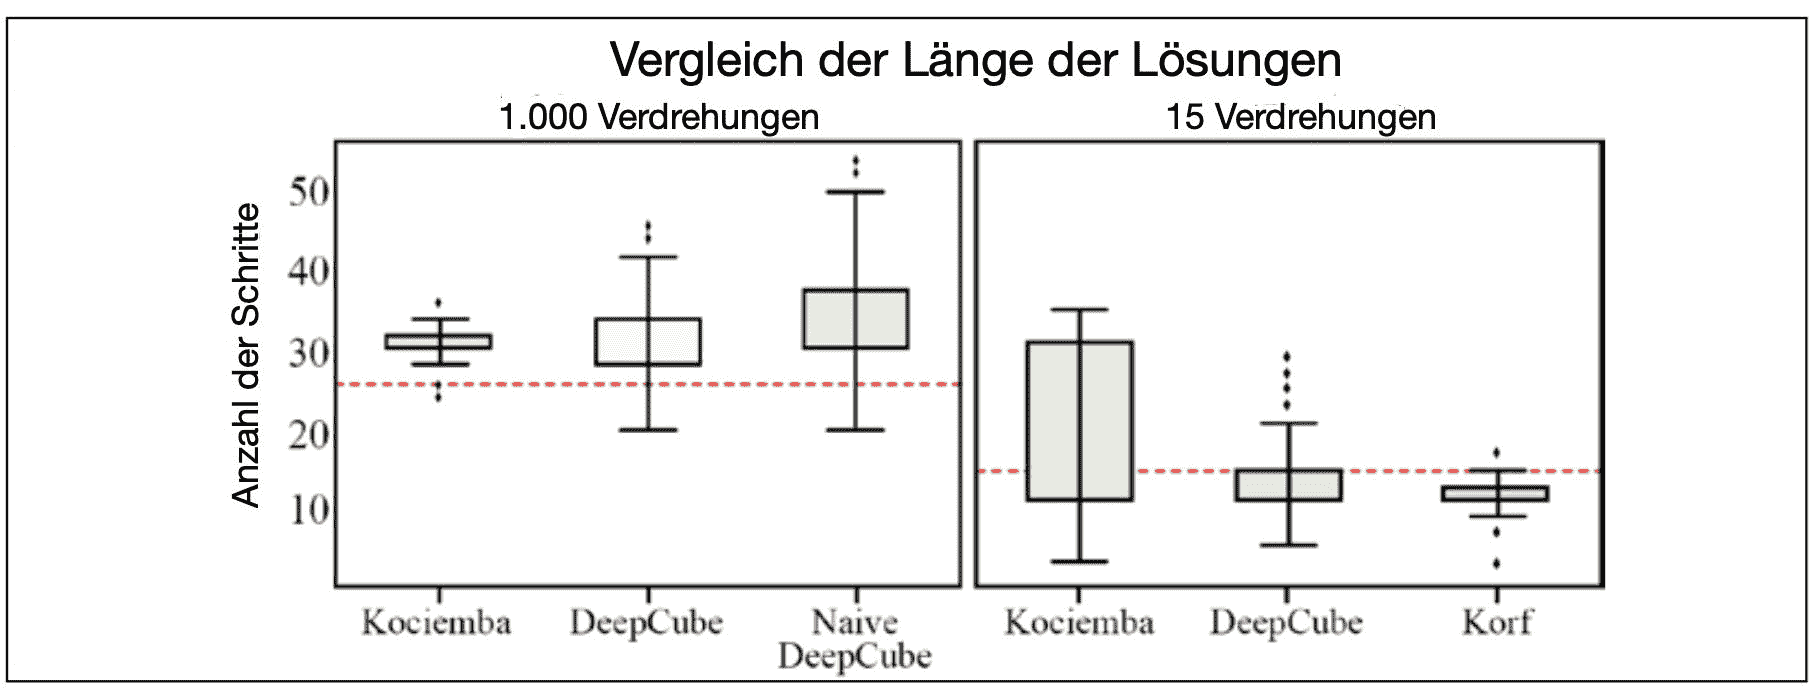 Vergleich der Länge der Lösungen
1.000 Verdrehungen
15 Verdrehungen
Anzahl der Schritte
50
40
30
20
10
Kociemba
DeepCube
Naive
DeepCube
Kociemba
DeepCube
Korf